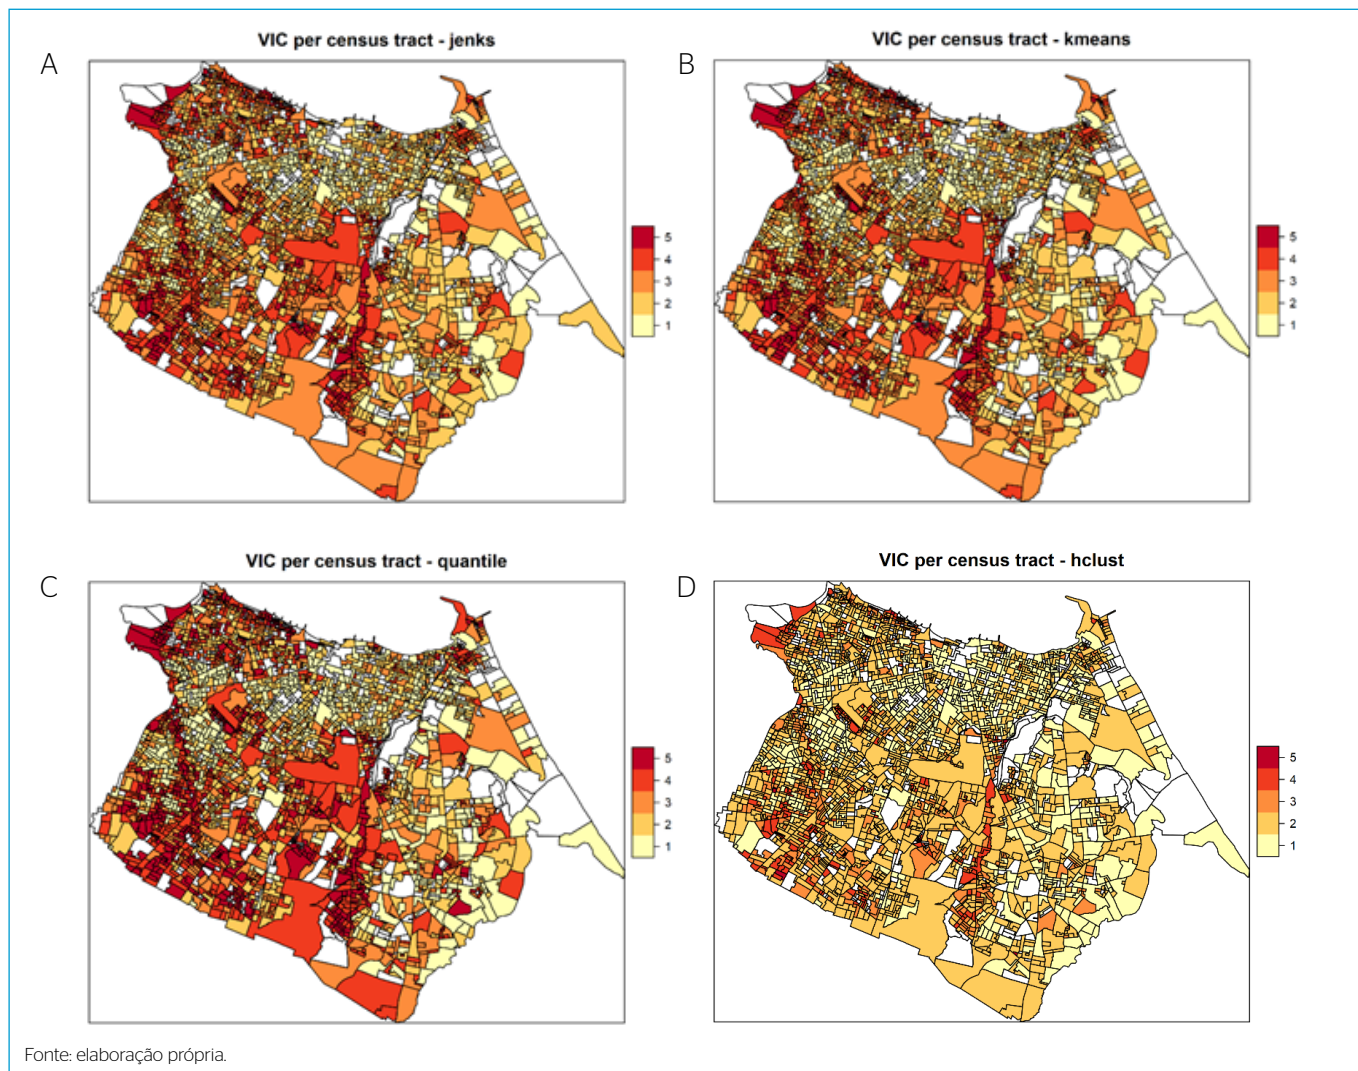 A
VIC per census tract - jenks
5
4
3
2
1
B
VIC per census tract - kmeans
5
4
3
2
1
C
VIC per census tract - quantile
5
4
3
2
1
D
VIC per census tract - hclust
5
4
3
2
1
Fonte: elaboração própria.